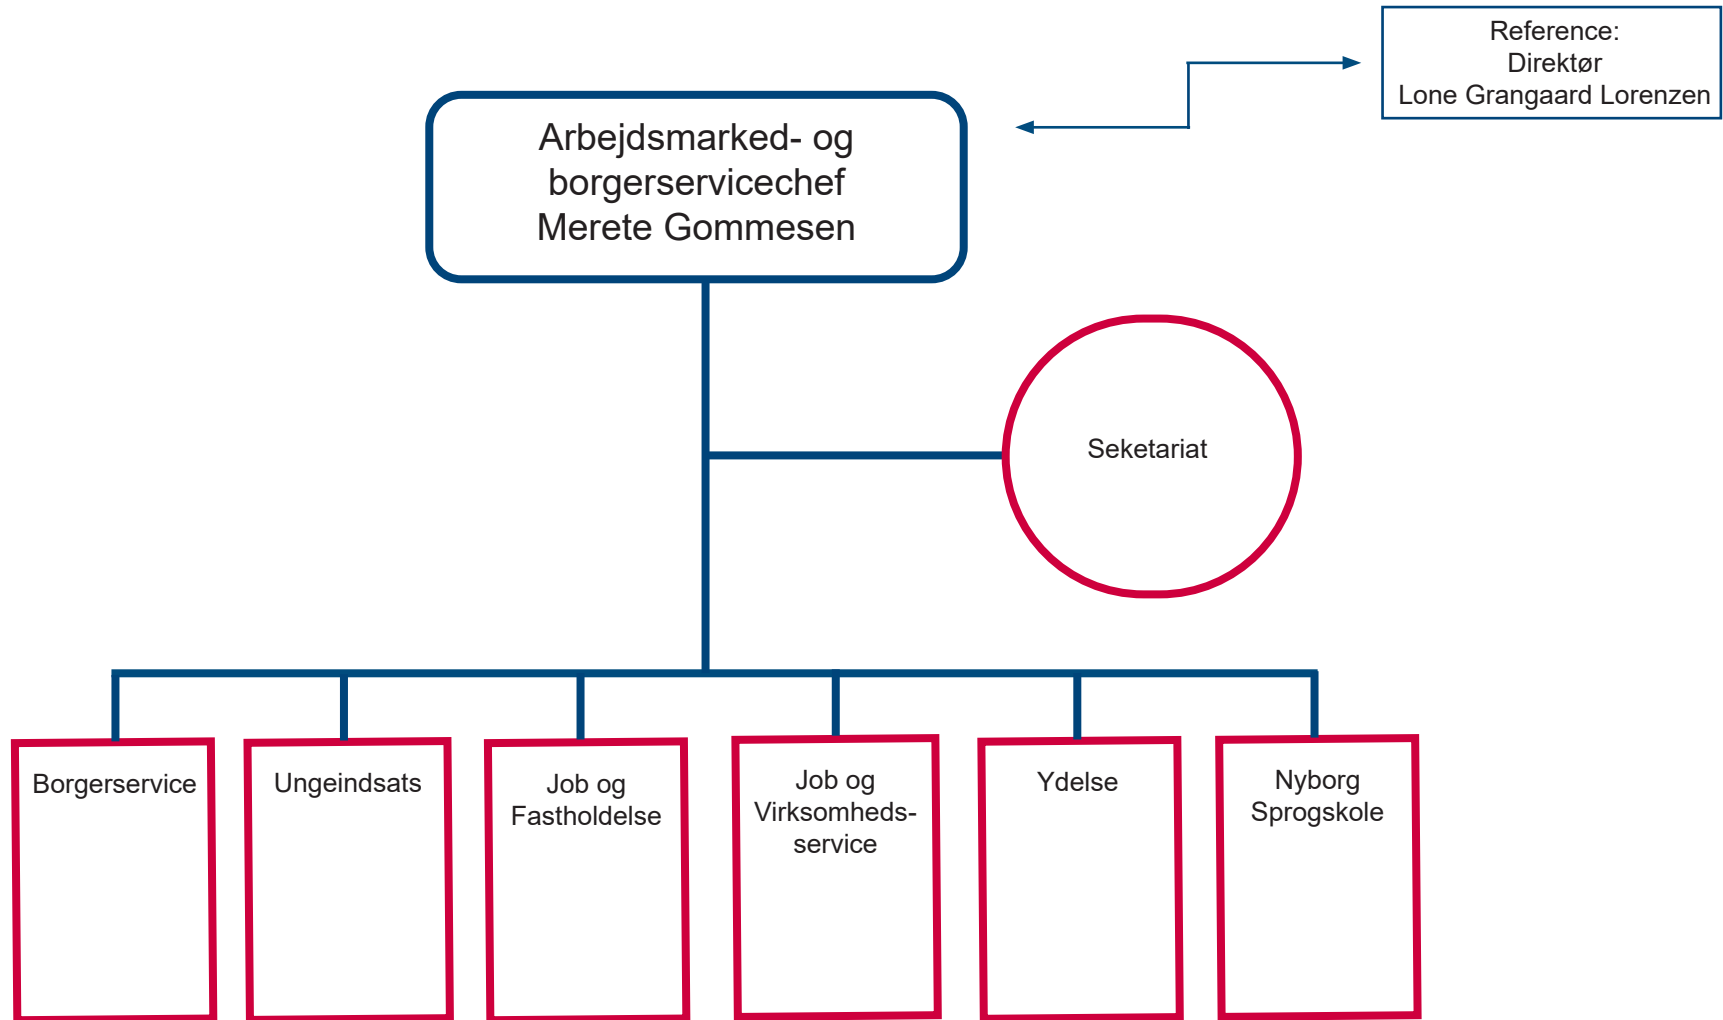 Reference:
Direktør
Lone Grangaard Lorenzen
Arbejdsmarked- og
borgerservicechef
Merete Gommesen
Seketariat
Borgerservice
Ungeindsats
Job og
Fastholdelse
Job og
Virksomheds-
service
Ydelse
Nyborg
Sprogskole